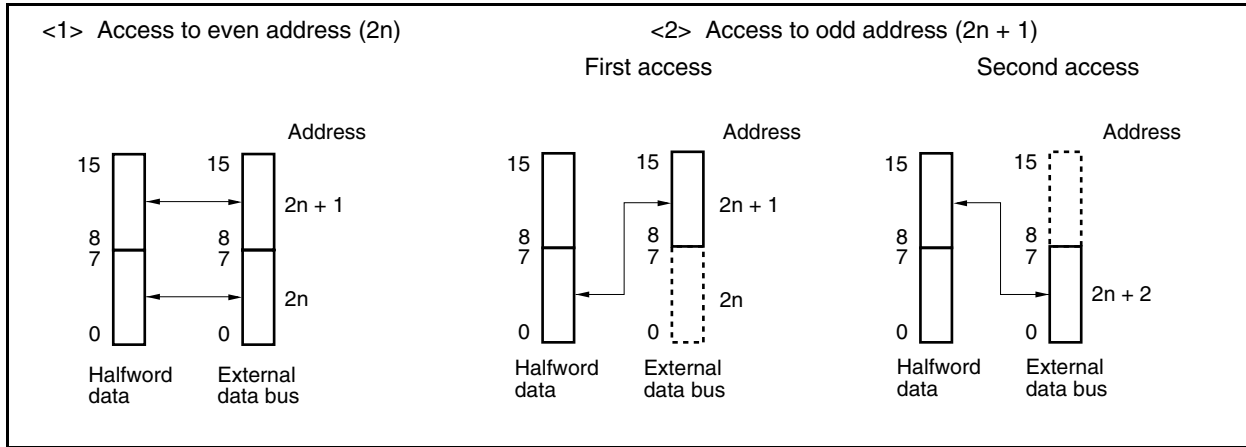 <1> Access to even address (2n)
<2> Access to odd address (2n + 1)
First access
Second access
Address
15
15
2n + 1
8
8
7
7
2n
0
0
Halfword
data
External
data bus
Address
15
15
2n + 1
8
8
7
7
2n
0
0
Halfword
data
External
data bus
Address
15
15
8
8
7
7
2n + 2
0
0
Halfword
data
External
data bus